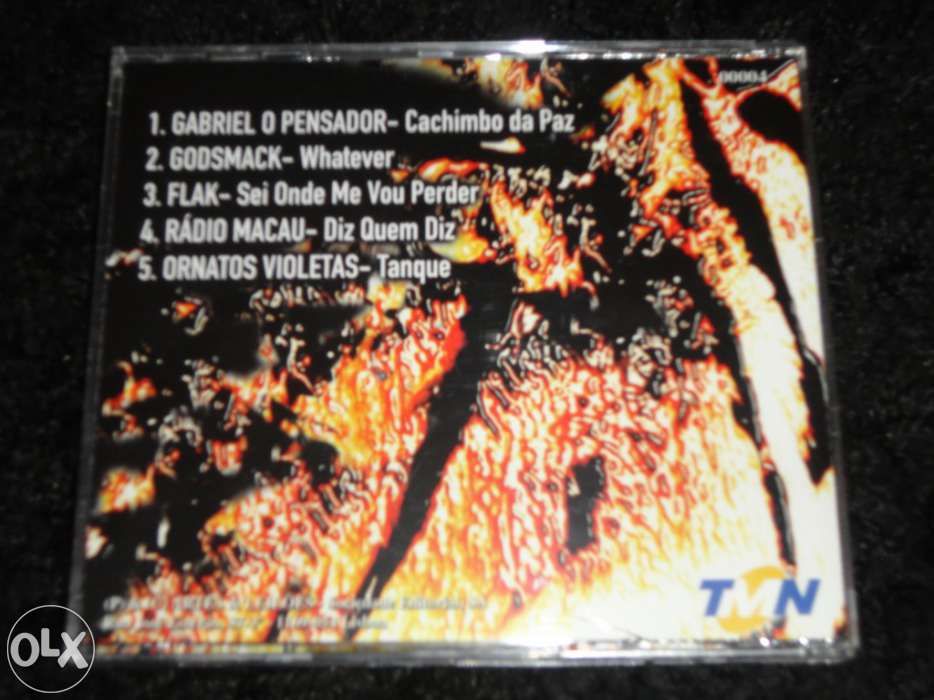 00004
1. GABRIEL O PENSADOR- Cachimbo da Paz
2. GODSMACK- Whatever
3. FLAK- Sei Onde Me Vou Perder
4. RÁDIO MACAU- Diz Quem Diz
5. ORNATOS VIOLETAS- Tanque
TMN
OLX